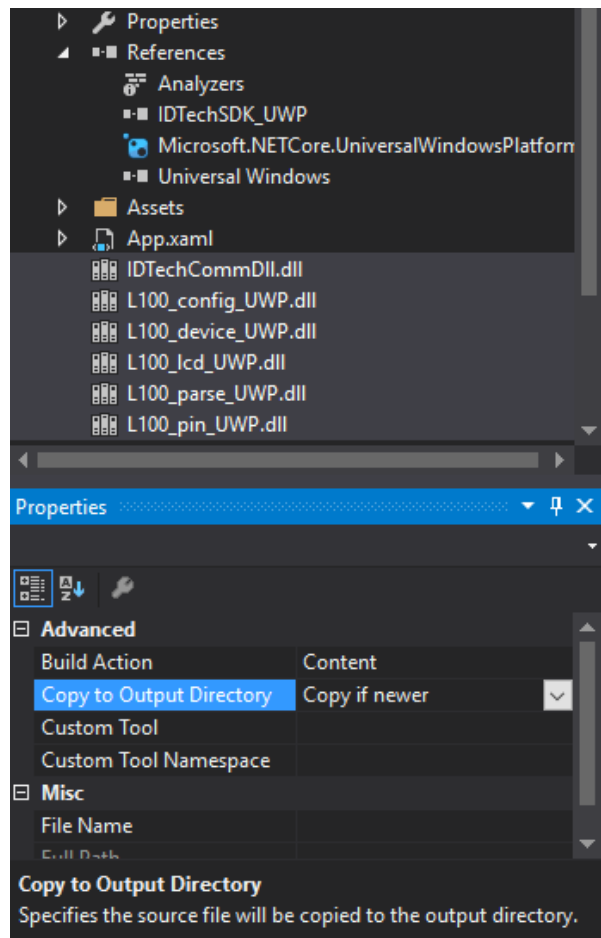 Properties
References
Analyzers
IDTechSDK_UWP
Microsoft.NETCore.UniversalWindowsPlatform
Universal Windows
Assets
App.xaml
IDTechCommDll.dll
L100_config_UWP.dll
L100_device_UWP.dll
L100_lcd_UWP.dll
L100_parse_UWP.dll
L100_pin_UWP.dll
Properties
Advanced
Build Action Content
Copy to Output Directory Copy if newer
Custom Tool
Custom Tool Namespace
Misc
File Name
Full Path
Copy to Output Directory
Specifies the source file will be copied to the output directory.